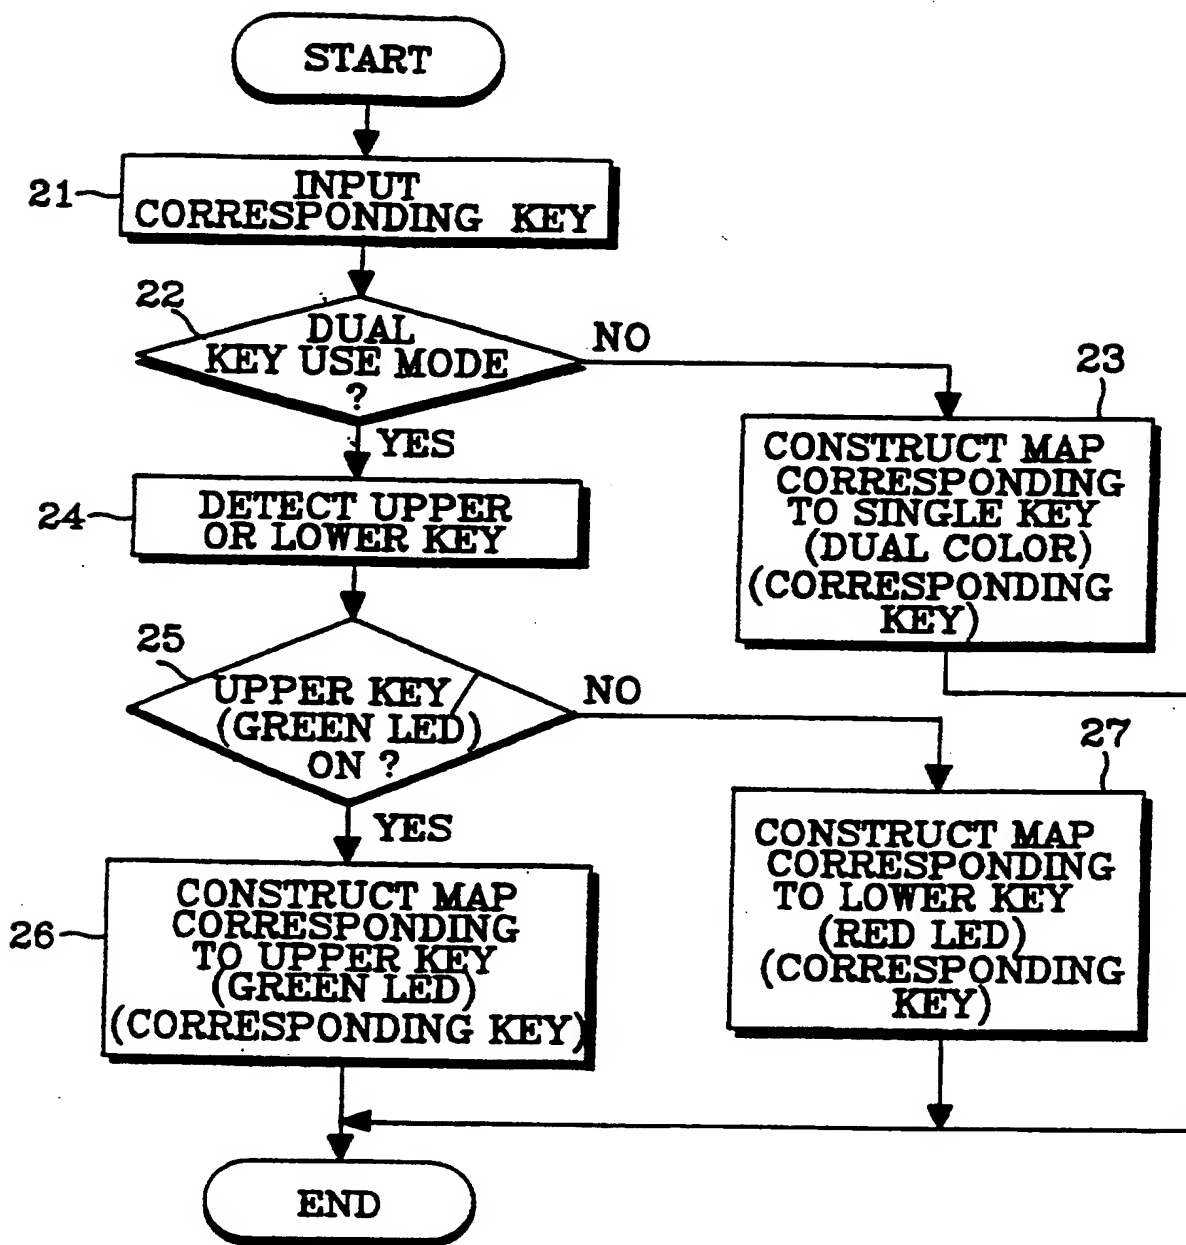 START
21
INPUT
CORRESPONDING KEY
22
DUAL
KEY USE MODE
?
NO
YES
23
CONSTRUCT MAP
CORRESPONDING
TO SINGLE KEY
(DUAL COLOR)
(CORRESPONDING
KEY)
24
DETECT UPPER
OR LOWER KEY
25
UPPER KEY
(GREEN LED)
ON ?
NO
YES
27
CONSTRUCT MAP
CORRESPONDING
TO LOWER KEY
(RED LED)
(CORRESPONDING
KEY)
26
CONSTRUCT MAP
CORRESPONDING
TO UPPER KEY
(GREEN LED)
(CORRESPONDING KEY)
END